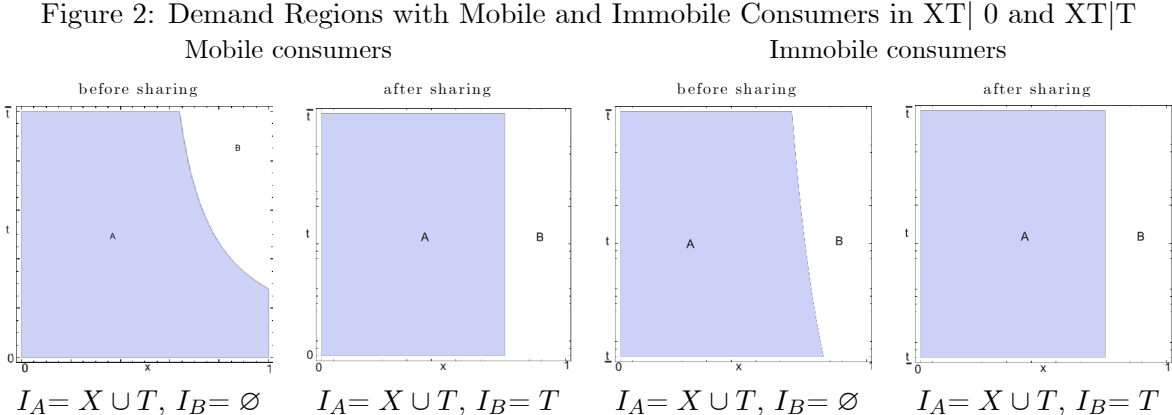 Figure 2: Demand Regions with Mobile and Immobile Consumers in XT| 0 and XT|T
Mobile consumers Immobile consumers
before sharing after sharing before sharing after sharing
t̅ t̅ t̅ t̅
B
A A B A B A B
t t t t
0 0 t̲ t̲
0 x 1 0 x 1 0 x 1 0 x 1
I_A= X ∪ T, I_B= ∅ I_A= X ∪ T, I_B= T I_A= X ∪ T, I_B= ∅ I_A= X ∪ T, I_B= T